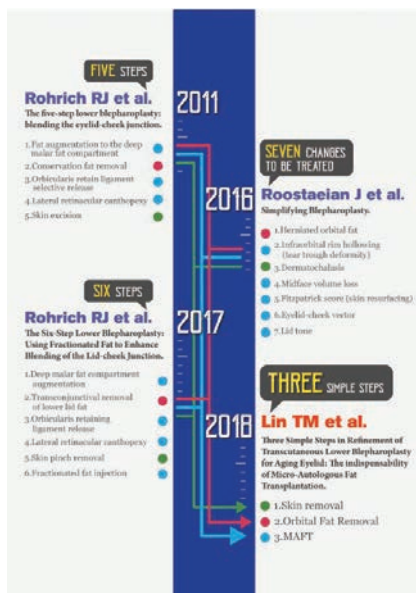 FIVE STEPS
Rohrich RJ et al.
The five-step lower blepharoplasty:
blending the eyelid-cheek junction.
1.Fat augmentation to the deep
malar fat compartment
2.Conservation fat removal
3.Orbicularis retain ligament
selective release
4.Lateral retinacular canthopexy
5.Skin excision
2011
SEVEN CHANGES
TO BE TREATED
2016
Roostaeian J et al.
Simplifying Blepharoplasty.
1.Herniated orbital fat
2.Infraorbital rim hollowing
(tear trough deformity)
3.Dermatochalasis
4.Midface volume loss
5.Fitzpatrick score (skin resurfacing)
6.Eyelid-cheek vector
7.Lid tone
SIX STEPS
Rohrich RJ et al.
The Six-Step Lower Blepharoplasty:
Using Fractionated Fat to Enhance
Blending of the Lid-cheek Junction.
1.Deep malar fat compartment
augmentation
2.Transconjunctival removal
of lower lid fat
3.Orbicularis retaining
ligament release
4.Lateral retinacular canthopexy
5.Skin pinch removal
6.Fractionated fat injection
2017
THREE SIMPLE STEPS
2018
Lin TM et al.
Three Simple Steps in Refinement of
Transcutaneous Lower Blepharoplasty
for Aging Eyelid: The indispensability
of Micro-Autologous Fat
Transplantation.
1.Skin removal
2.Orbital Fat Removal
3.MAFT